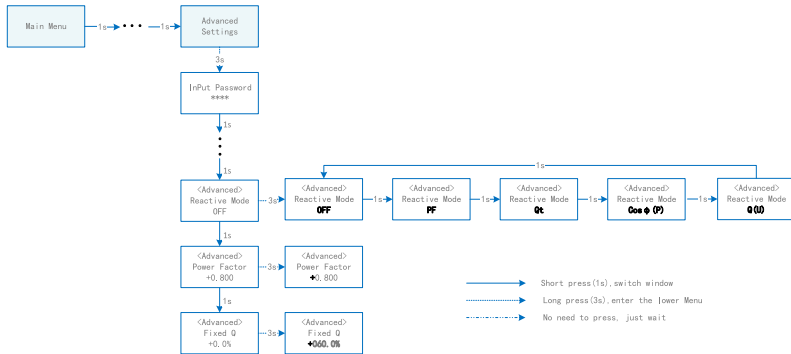 Main Menu
1s
1s
Advanced
Settings
3s
InPut Password
****
1s
1s
1s
<Advanced>
Reactive Mode
OFF
3s
<Advanced>
Reactive Mode
OFF
1s
<Advanced>
Reactive Mode
PF
1s
<Advanced>
Reactive Mode
Qt
1s
<Advanced>
Reactive Mode
Cosφ(P)
1s
<Advanced>
Reactive Mode
Q(U)
1s
<Advanced>
Power Factor
+0.800
3s
<Advanced>
Power Factor
+0.800
1s
<Advanced>
Fixed Q
+0.0%
3s
<Advanced>
Fixed Q
+060.0%
Short press(1s), switch window
Long press(3s), enter the lower Menu
No need to press, just wait